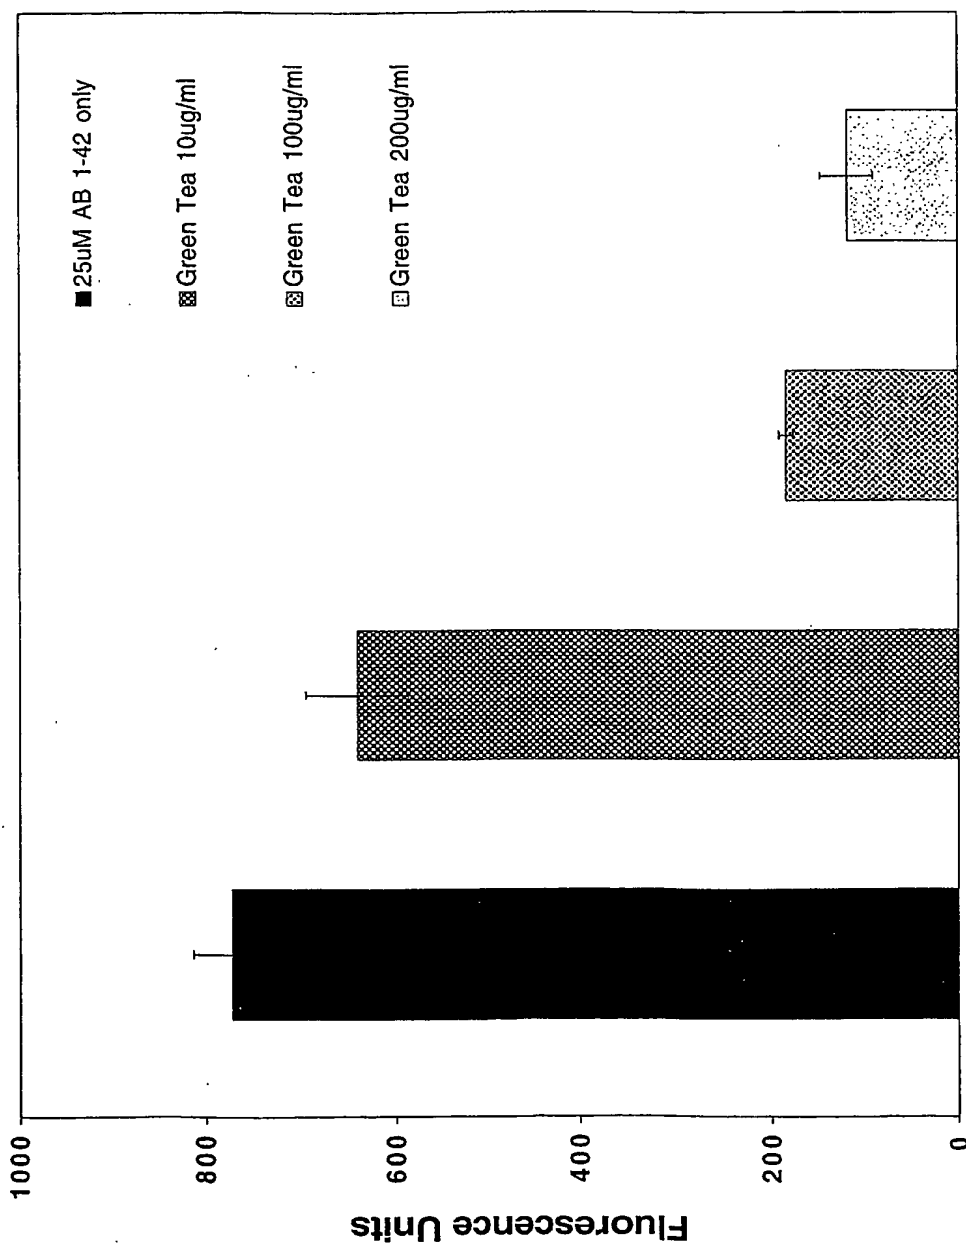 Fluorescence Units
1000
800
600
400
200
0
25uM AB 1-42 only
Green Tea 10ug/ml
Green Tea 100ug/ml
Green Tea 200ug/ml